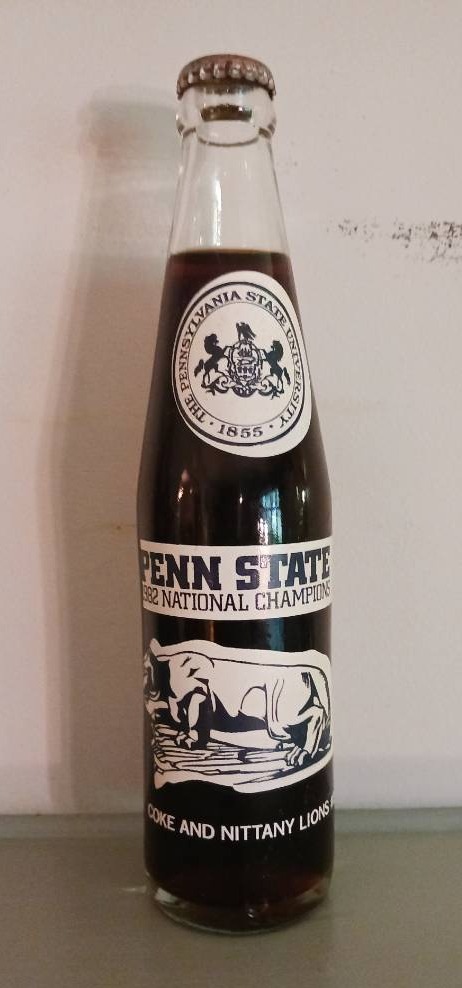 THE PENNSYLVANIA STATE UNIVERSITY
· 1855 ·
PENN STATE
1982 NATIONAL CHAMPIONS
COKE AND NITTANY LIONS